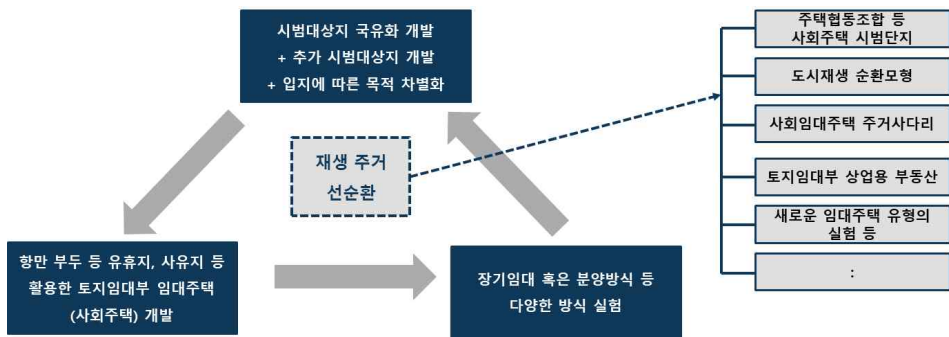 시범대상지 국유화 개발
+ 추가 시범대상지 개발
+ 입지에 따른 목적 차별화
재생 주거
선순환
항만 부두 등 유휴지, 사유지 등
활용한 토지임대부 임대주택
(사회주택) 개발
장기임대 혹은 분양방식 등
다양한 방식 실험
주택협동조합 등
사회주택 시범단지
도시재생 순환모형
사회임대주택 주거사다리
토지임대부 상업용 부동산
새로운 임대주택 유형의
실험 등
: